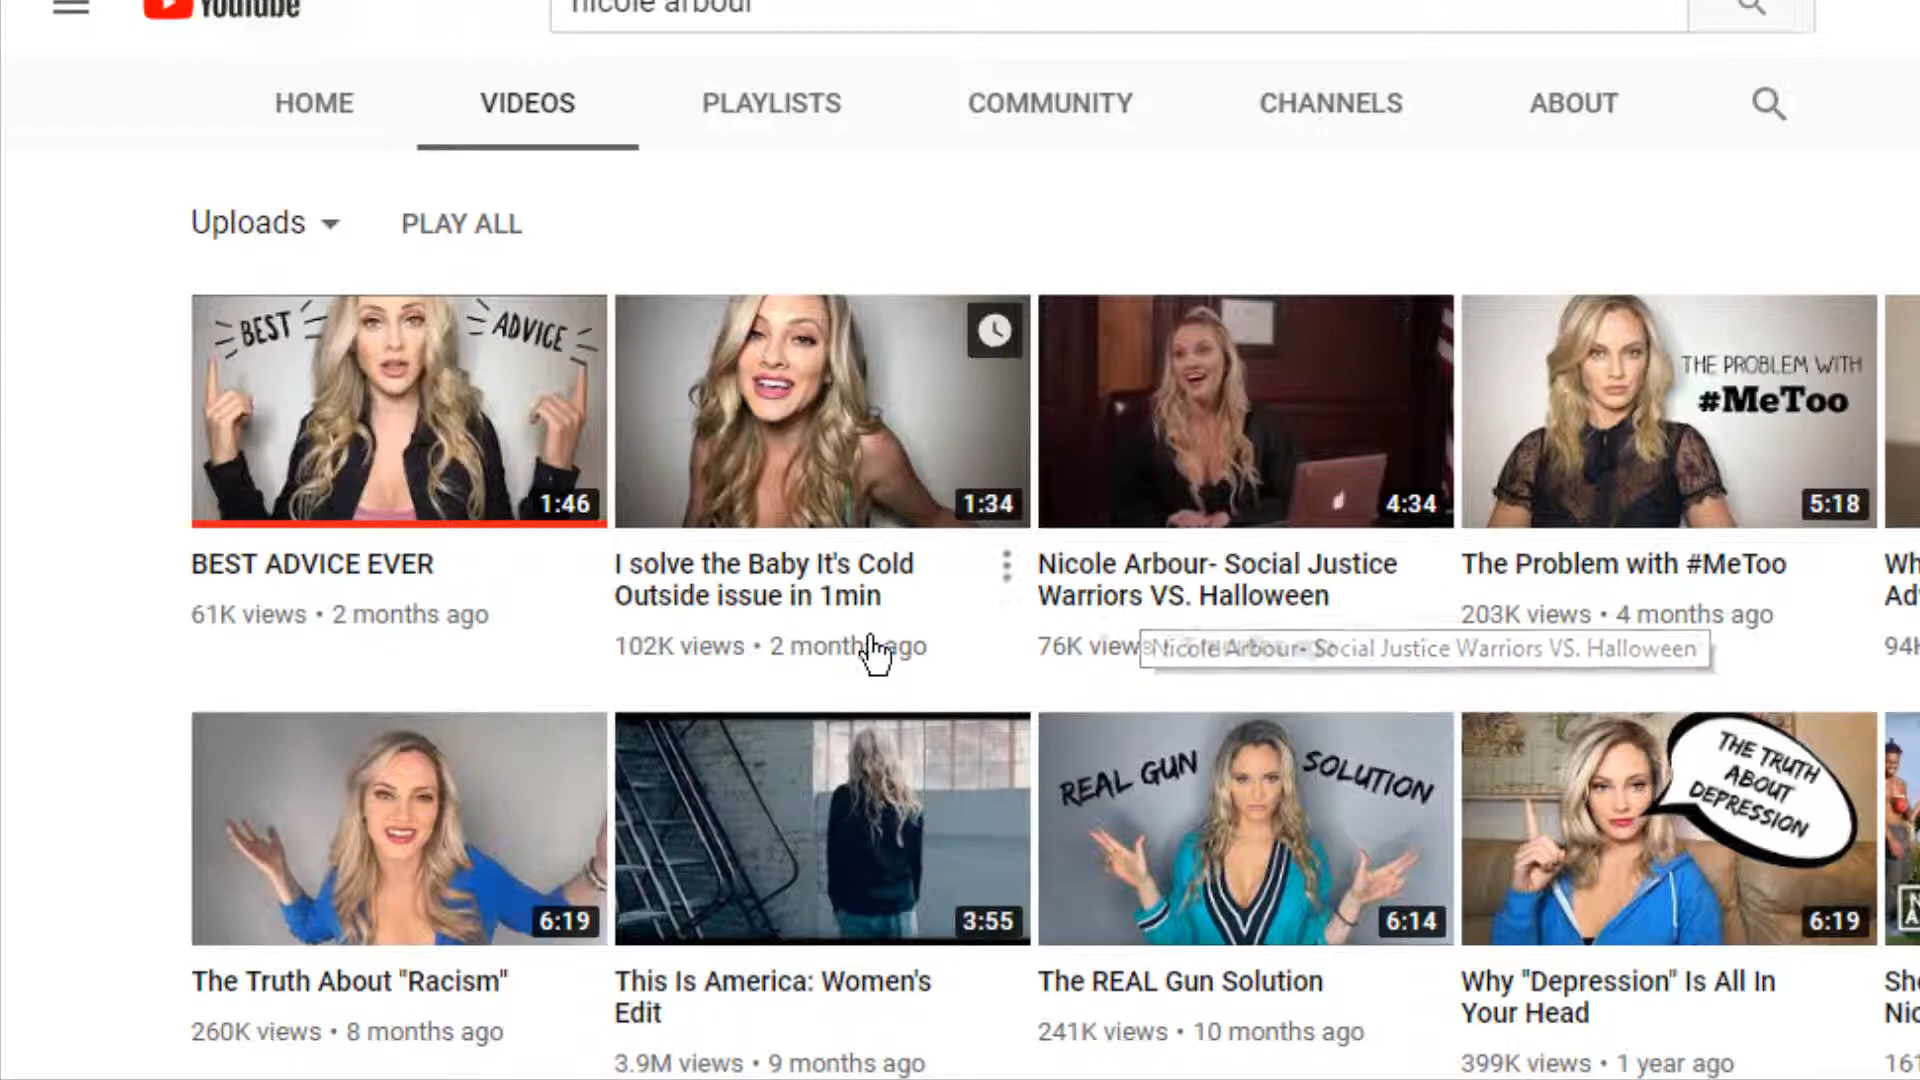 YouTube
nicole arbour
HOME
VIDEOS
PLAYLISTS
COMMUNITY
CHANNELS
ABOUT
Uploads
PLAY ALL
BEST ADVICE
1:46
1:34
4:34
THE PROBLEM WITH
#MeToo
5:18
BEST ADVICE EVER
61K views • 2 months ago
I solve the Baby It's Cold
Outside issue in 1min
102K views • 2 months ago
Nicole Arbour- Social Justice
Warriors VS. Halloween
76K views
Nicole Arbour- Social Justice Warriors VS. Halloween
The Problem with #MeToo
203K views • 4 months ago
94K
6:19
3:55
REAL GUN SOLUTION
6:14
THE TRUTH
ABOUT
DEPRESSION
6:19
The Truth About "Racism"
260K views • 8 months ago
This Is America: Women's
Edit
3.9M views • 9 months ago
The REAL Gun Solution
241K views • 10 months ago
Why "Depression" Is All In
Your Head
399K views • 1 year ago